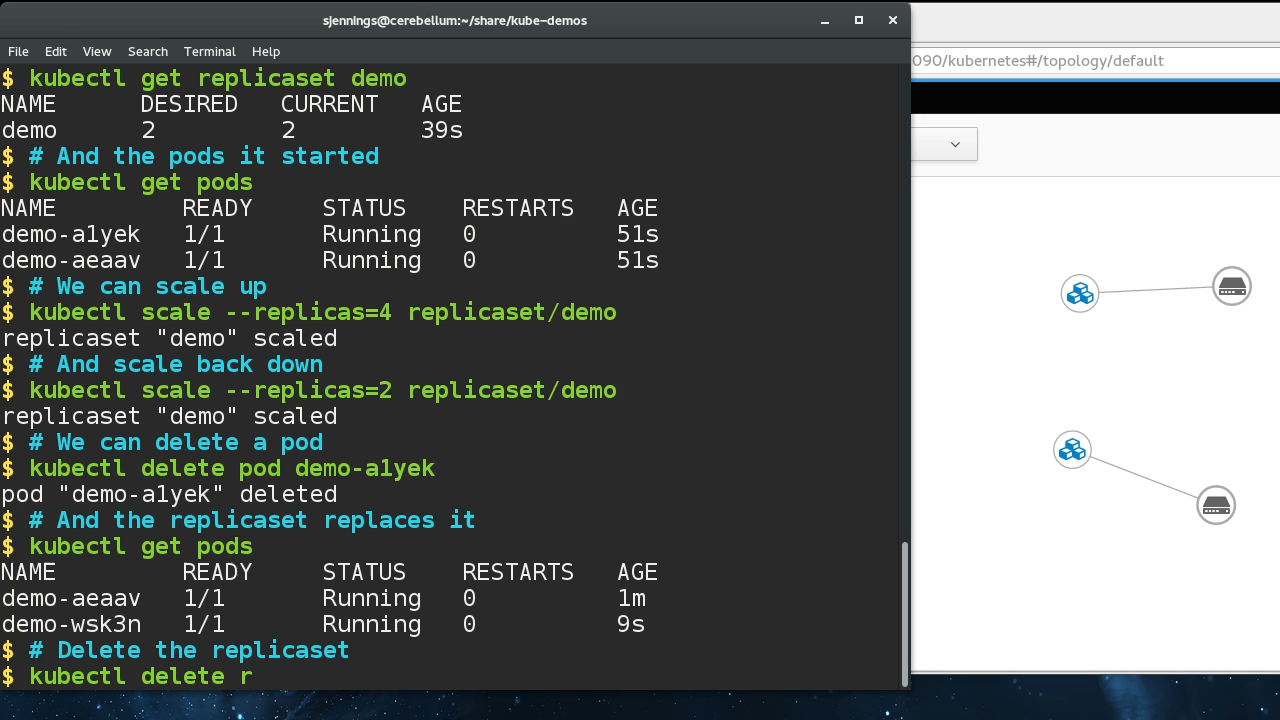 sjennings@cerebellum:~/share/kube-demos
File Edit View Search Terminal Help
090/kubernetes#/topology/default
$ kubectl get replicaset demo
NAME DESIRED CURRENT AGE
demo 2 2 39s
$ # And the pods it started
$ kubectl get pods
NAME READY STATUS RESTARTS AGE
demo-a1yek 1/1 Running 0 51s
demo-aeaav 1/1 Running 0 51s
$ # We can scale up
$ kubectl scale --replicas=4 replicaset/demo
replicaset "demo" scaled
$ # And scale back down
$ kubectl scale --replicas=2 replicaset/demo
replicaset "demo" scaled
$ # We can delete a pod
$ kubectl delete pod demo-a1yek
pod "demo-a1yek" deleted
$ # And the replicaset replaces it
$ kubectl get pods
NAME READY STATUS RESTARTS AGE
demo-aeaav 1/1 Running 0 1m
demo-wsk3n 1/1 Running 0 9s
$ # Delete the replicaset
$ kubectl delete r